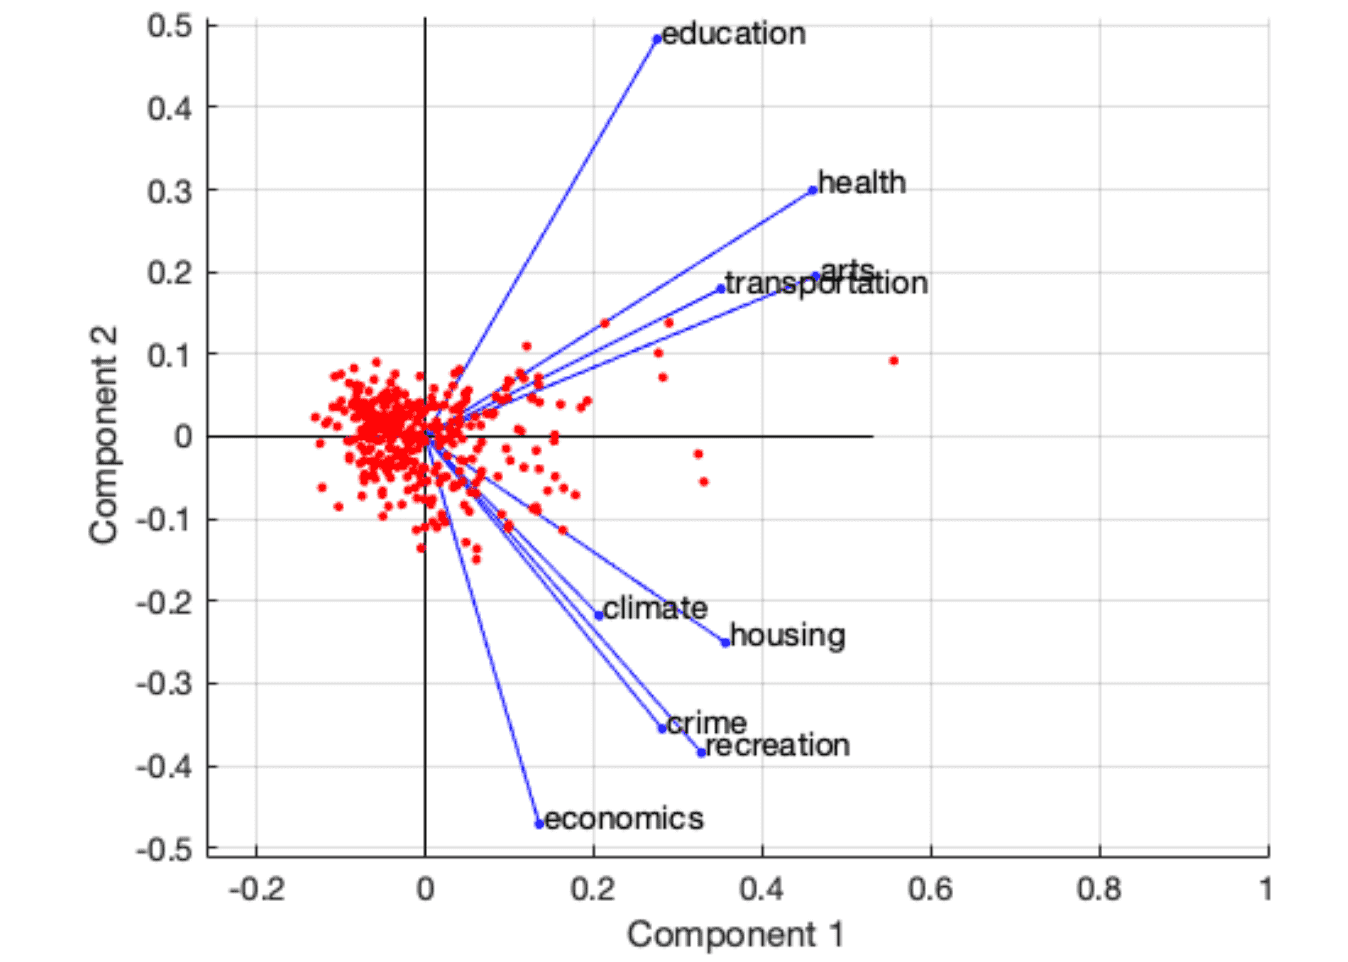 0.5
education
0.4
health
0.3
arts
0.2
transportation
0.1
Component 2
0
-0.1
climate
-0.2
housing
-0.3
crime
recreation
-0.4
economics
-0.5
-0.2 0 0.2 0.4 0.6 0.8 1
Component 1